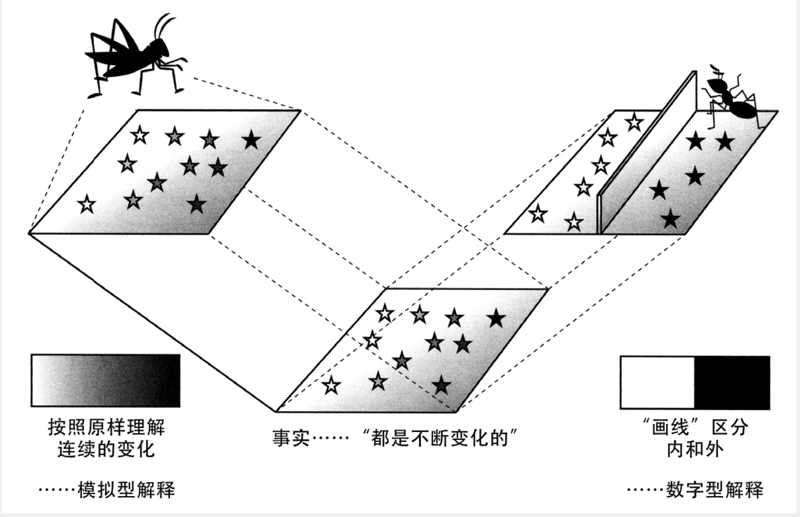 按照原样理解
连续的变化
……模拟型解释
事实……“都是不断变化的”
“画线”区分
内和外
……数字型解释